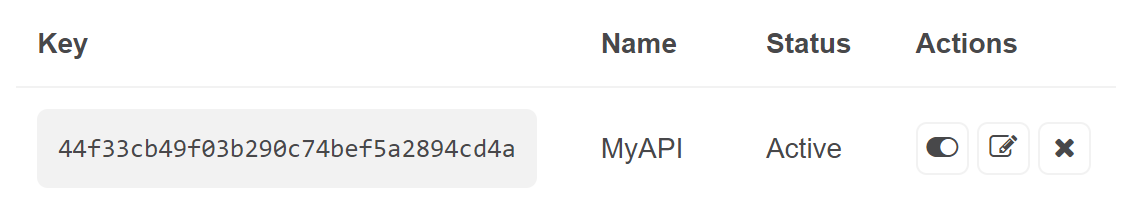 Key Name Status Actions
44f33cb49f03b290c74bef5a2894cd4a MyAPI Active